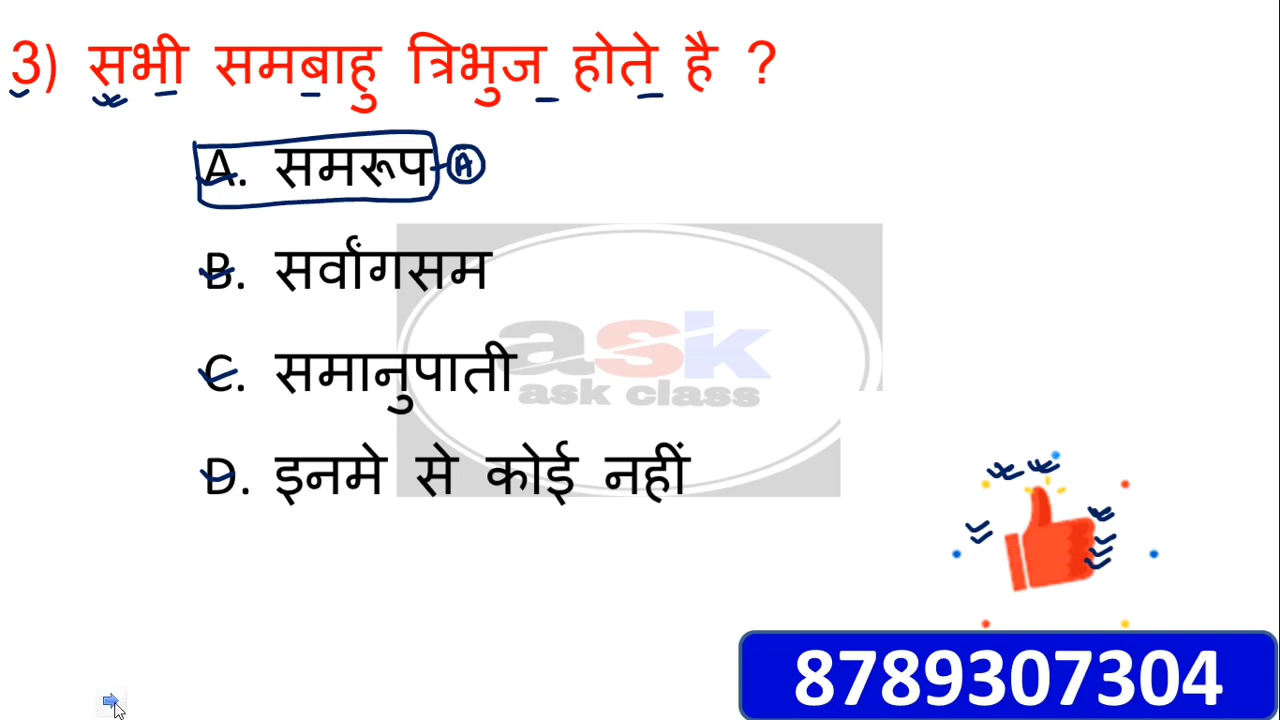 3) सभी समबाहु त्रिभुज होते है ?
A. समरूप A
B. सर्वांगसम
C. समानुपाती
D. इनमे से कोई नहीं
ask
ask class
8789307304